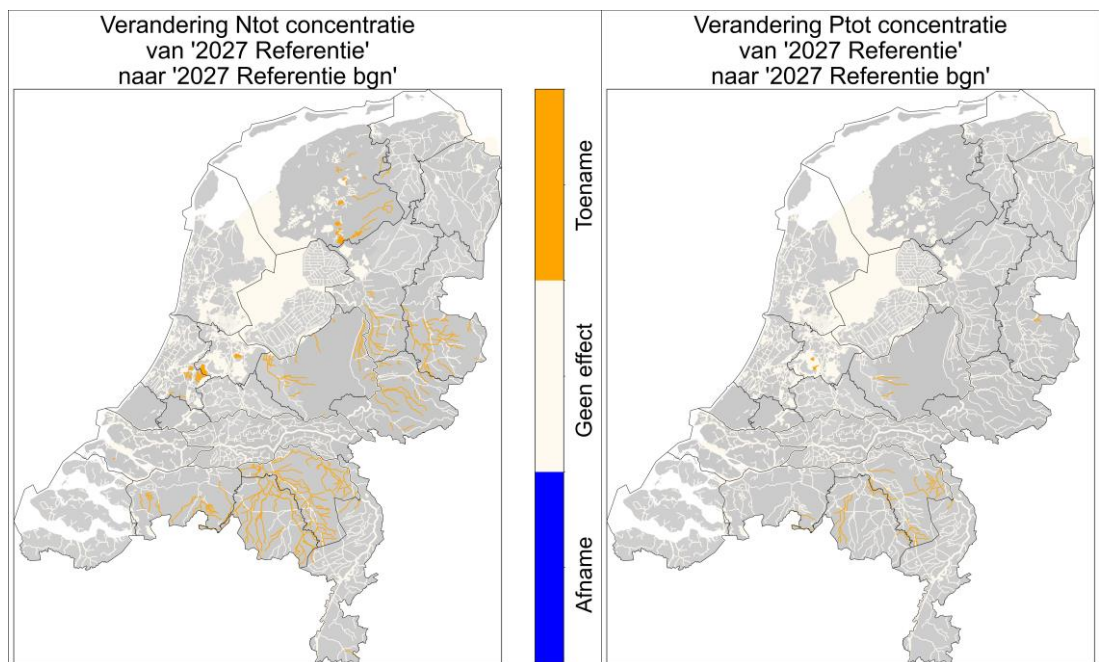 Verandering Ntot concentratie
van '2027 Referentie'
naar '2027 Referentie bgn'
Toename
Geen effect
Afname
Verandering Ptot concentratie
van '2027 Referentie'
naar '2027 Referentie bgn'